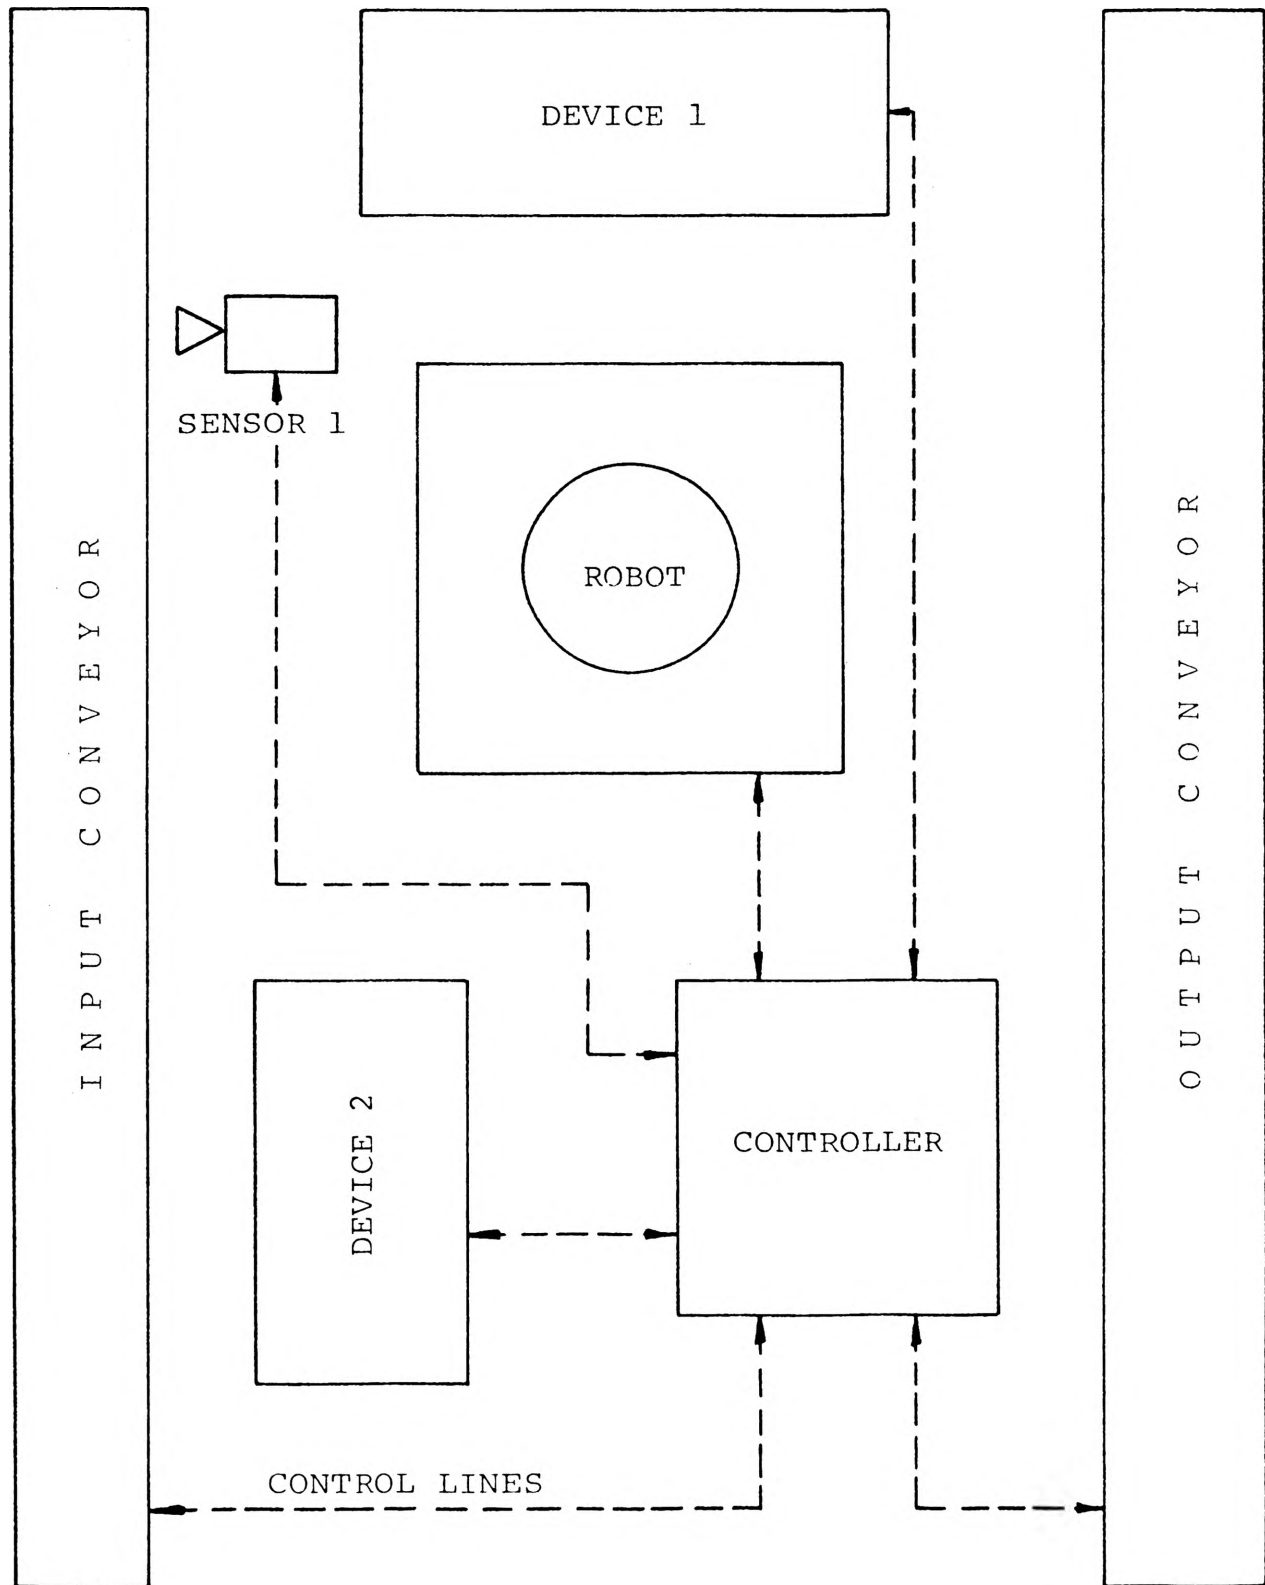 DEVICE 1
SENSOR 1
ROBOT
INPUT CONVEYOR
OUTPUT CONVEYOR
CONTROLLER
DEVICE 2
CONTROL LINES